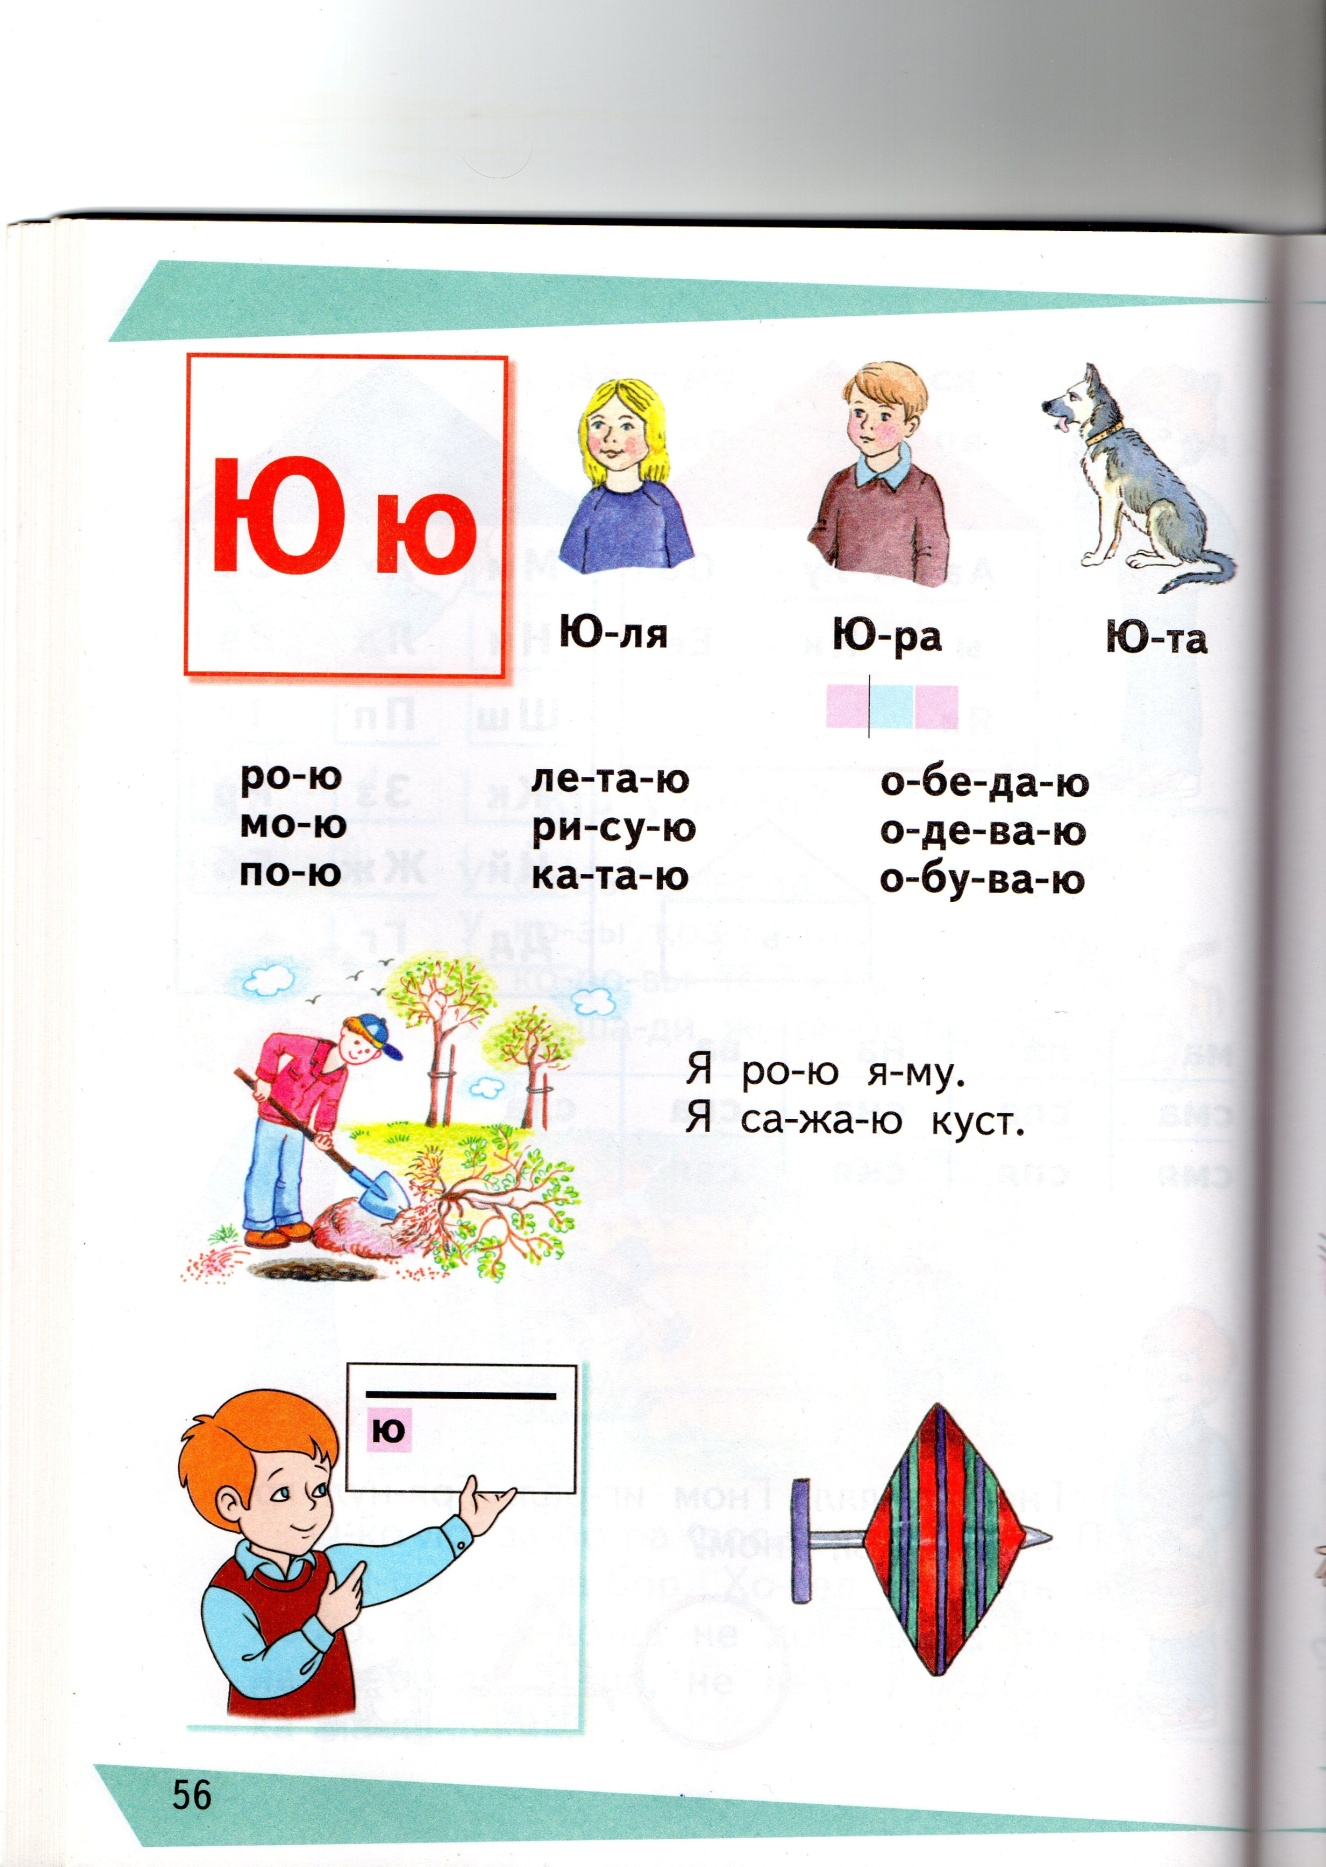 Ю ю
Ю-ля Ю-ра Ю-та
ро-ю ле-та-ю о-бе-да-ю
мо-ю ри-су-ю о-де-ва-ю
по-ю ка-та-ю о-бу-ва-ю
Я ро-ю я-му.
Я са-жа-ю куст.
ю
56